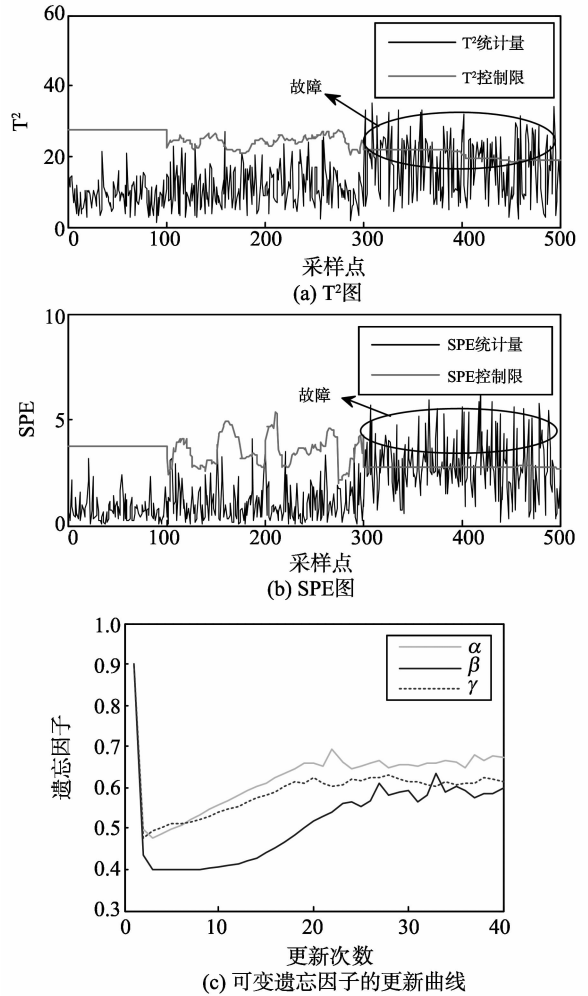 60
40
20
0
T²
T²统计量
T²控制限
故障
0 100 200 300 400 500
采样点
(a) T²图
10
5
0
SPE
SPE统计量
SPE控制限
故障
0 100 200 300 400 500
采样点
(b) SPE图
1.0
0.9
0.8
0.7
0.6
0.5
0.4
0.3
遗忘因子
α
β
γ
0 10 20 30 40
更新次数
(c) 可变遗忘因子的更新曲线